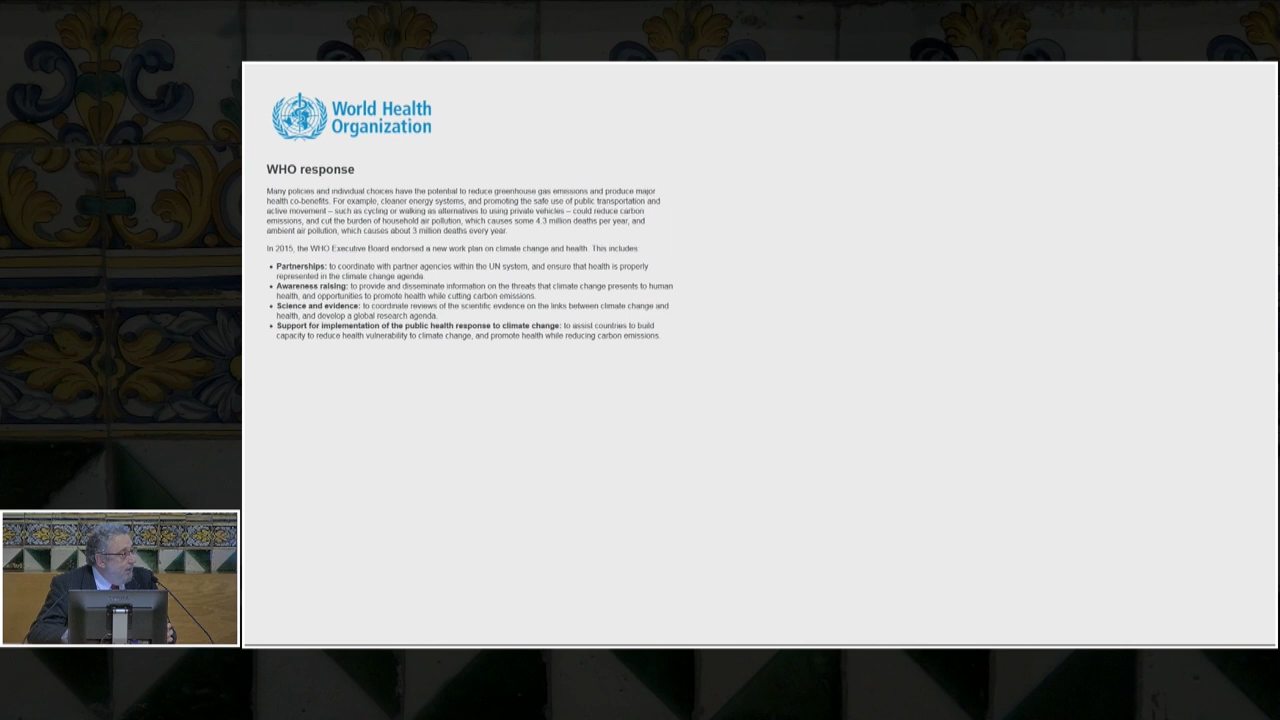 World Health
Organization
WHO response
Many policies and individual choices have the potential to reduce greenhouse gas emissions and produce major
health co-benefits. For example, cleaner energy systems, and promoting the safe use of public transportation and
active movement – such as cycling or walking as alternatives to using private vehicles – could reduce carbon
emissions, and cut the burden of household air pollution, which causes some 4.3 million deaths per year, and
ambient air pollution, which causes about 3 million deaths every year.
In 2015, the WHO Executive Board endorsed a new work plan on climate change and health. This includes:
• Partnerships: to coordinate with partner agencies within the UN system, and ensure that health is properly
represented in the climate change agenda.
• Awareness raising: to provide and disseminate information on the threats that climate change presents to human
health, and opportunities to promote health while cutting carbon emissions.
• Science and evidence: to coordinate reviews of the scientific evidence on the links between climate change and
health, and develop a global research agenda.
• Support for implementation of the public health response to climate change: to assist countries to build
capacity to reduce health vulnerability to climate change, and promote health while reducing carbon emissions.